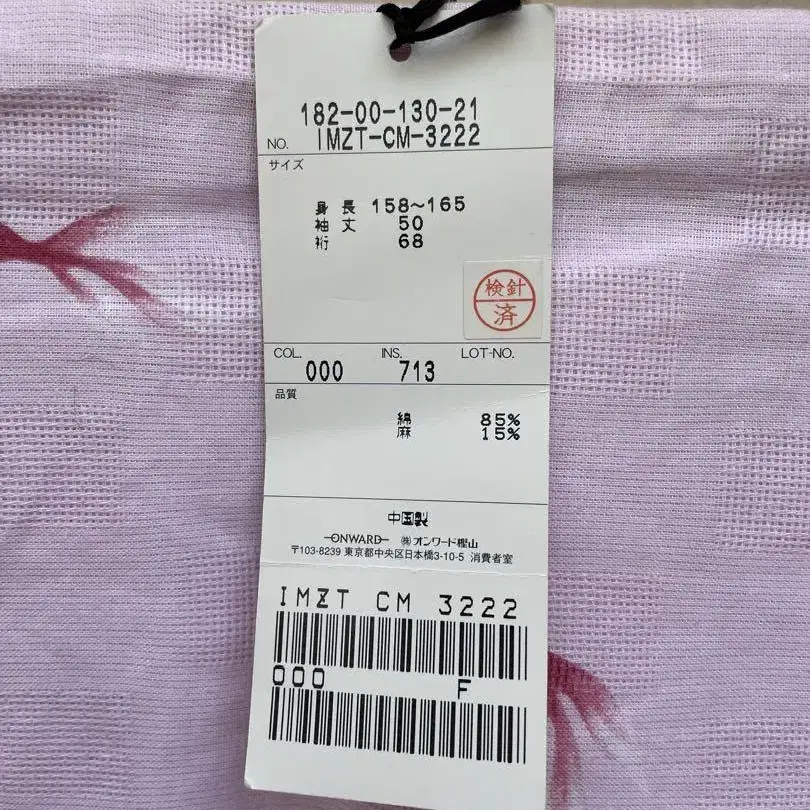 182-00-130-21
NO. IMZT-CM-3222
サイズ
身長 158~165
袖丈 50
裄 68
検針
済
COL. INS. LOT-NO.
000 713
品質
綿 85%
麻 15%
中国製
ONWARD ㈱オンワード樫山
〒103-8239 東京都中央区日本橋3-10-5 消費者室
IMZT CM 3222
000 F